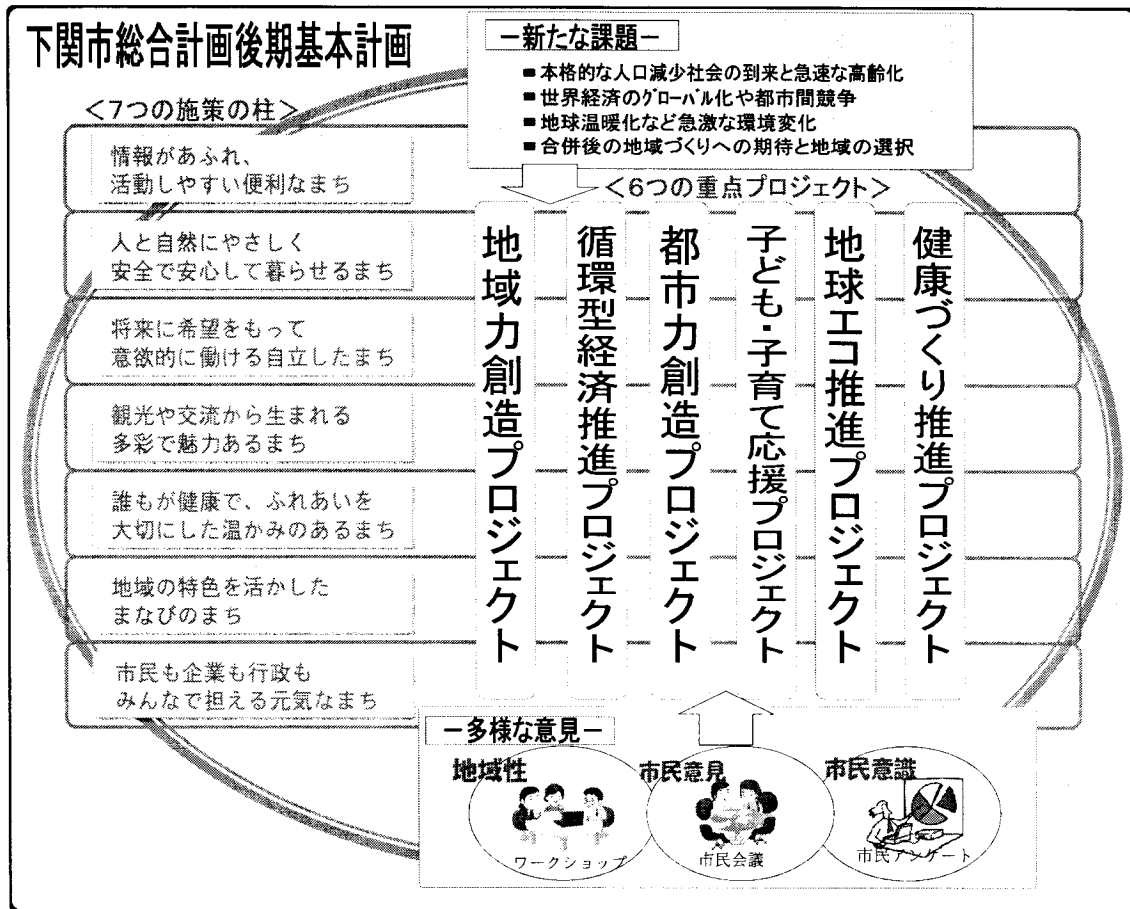 下関市総合計画後期基本計画
－新たな課題－
■ 本格的な人口減少社会の到来と急速な高齢化
■ 世界経済のグローバル化や都市間競争
■ 地球温暖化など急激な環境変化
■ 合併後の地域づくりへの期待と地域の選択
＜7つの施策の柱＞
情報があふれ、
活動しやすい便利なまち
人と自然にやさしく
安全で安心して暮らせるまち
将来に希望をもって
意欲的に働ける自立したまち
観光や交流から生まれる
多彩で魅力あるまち
誰もが健康で、ふれあいを
大切にした温かみのあるまち
地域の特色を活かした
まなびのまち
市民も企業も行政も
みんなで担える元気なまち
＜6つの重点プロジェクト＞
地域力創造プロジェクト
循環型経済推進プロジェクト
都市力創造プロジェクト
子ども・子育て応援プロジェクト
地球エコ推進プロジェクト
健康づくり推進プロジェクト
－多様な意見－
地域性
ワークショップ
市民意見
市民会議
市民意識
市民アンケート